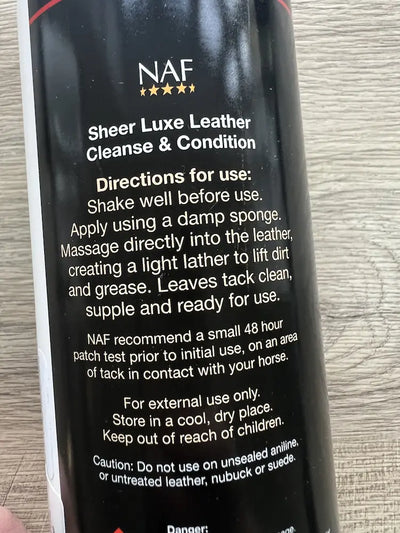 NAF
Sheer Luxe Leather
Cleanse & Condition
Directions for use:
Shake well before use.
Apply using a damp sponge.
Massage directly into the leather,
creating a light lather to lift dirt
and grease. Leaves tack clean,
supple and ready for use.
NAF recommend a small 48 hour
patch test prior to initial use, on an area
of tack in contact with your horse.
For external use only.
Store in a cool, dry place.
Keep out of reach of children.
Caution: Do not use on unsealed aniline,
or untreated leather, nubuck or suede.
Danger: